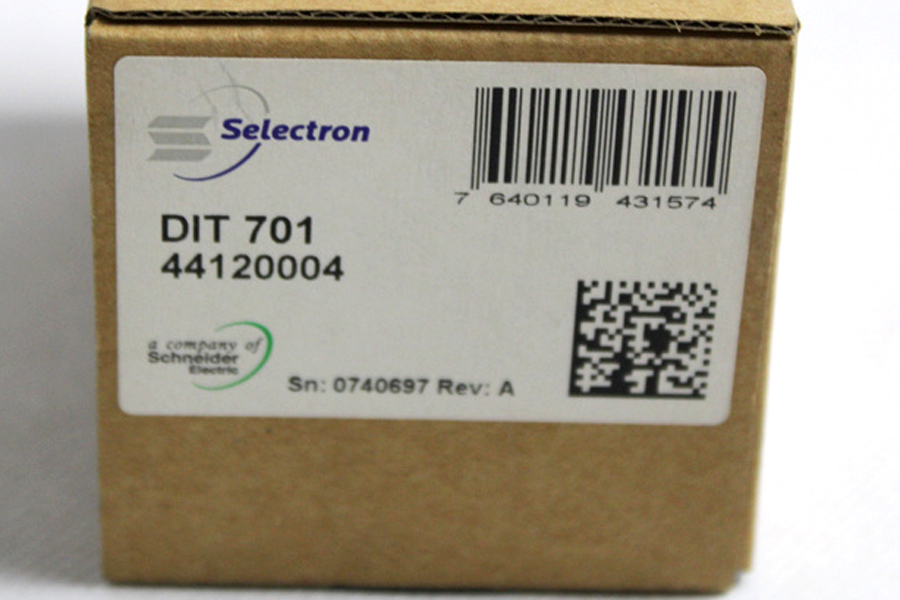 Selectron
7 640119 431574
DIT 701
44120004
a company of
Schneider
Electric
Sn: 0740697 Rev: A